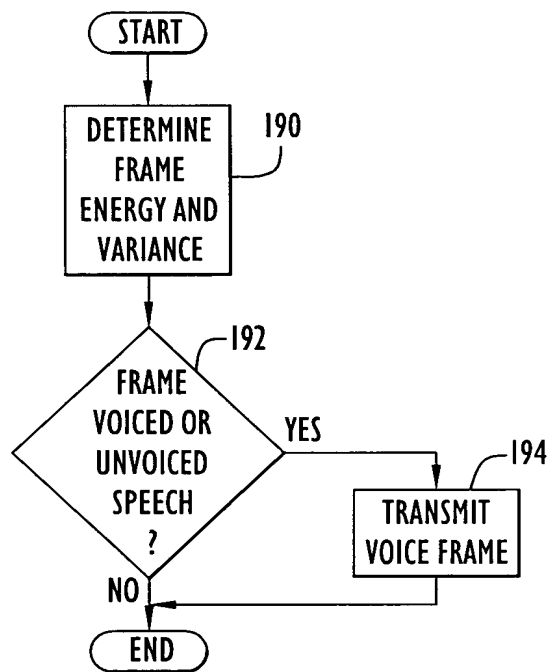 START
DETERMINE
FRAME
ENERGY AND
VARIANCE
190
FRAME
VOICED OR
UNVOICED
SPEECH
?
192
YES
TRANSMIT
VOICE FRAME
194
NO
END